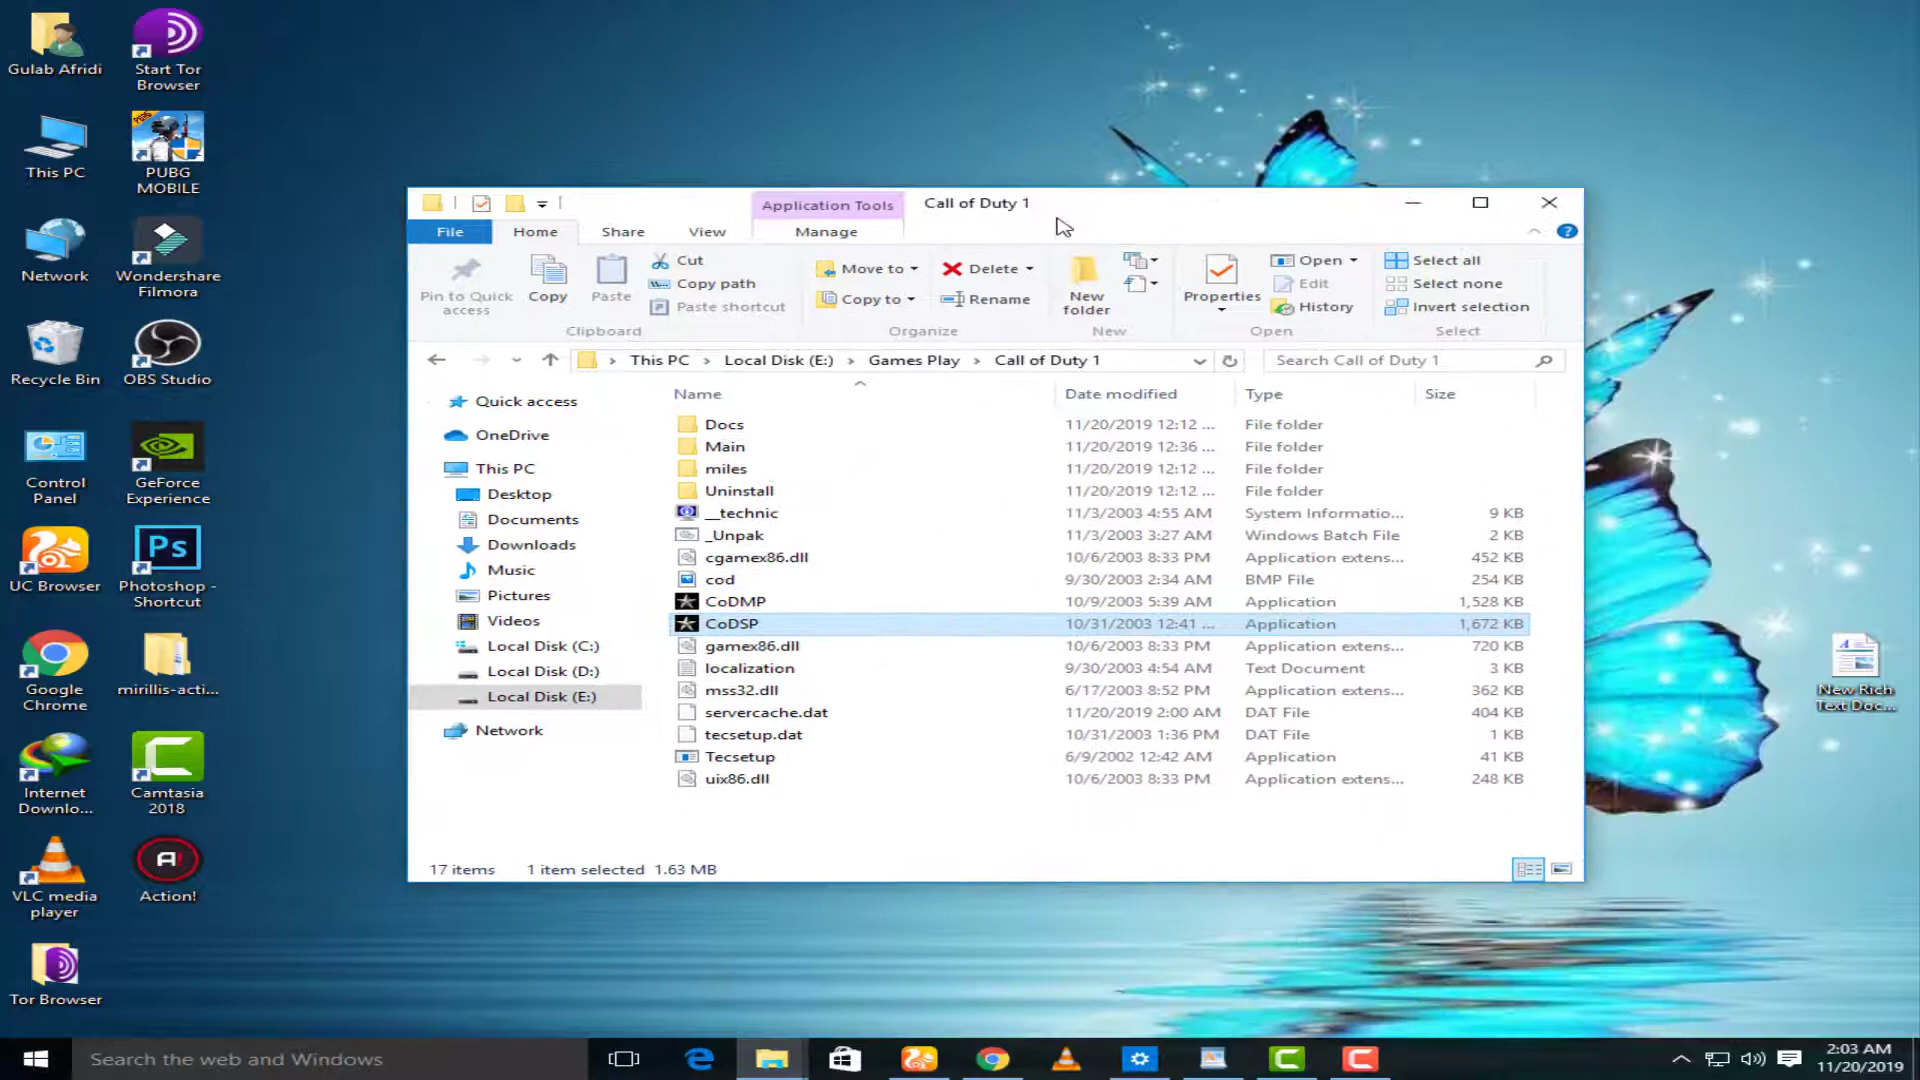 Gulab Afridi
Start Tor
Browser
This PC
PUBG
MOBILE
Network
Wondershare
Filmora
Recycle Bin
OBS Studio
Control
Panel
GeForce
Experience
UC Browser
Photoshop -
Shortcut
Google
Chrome
mirillis-acti...
Internet
Downlo...
Camtasia
2018
VLC media
player
Action!
Tor Browser
New Rich
Text Doc...
Application Tools
Call of Duty 1
File
Home
Share
View
Manage
Pin to Quick
access
Copy
Paste
Cut
Copy path
Paste shortcut
Clipboard
Move to
Copy to
Delete
Rename
Organize
New
folder
New
Properties
Open
Edit
History
Open
Select all
Select none
Invert selection
Select
This PC > Local Disk (E:) > Games Play > Call of Duty 1
Search Call of Duty 1
Quick access
OneDrive
This PC
Desktop
Documents
Downloads
Music
Pictures
Videos
Local Disk (C:)
Local Disk (D:)
Local Disk (E:)
Network
Name Date modified Type Size
Docs 11/20/2019 12:12 ... File folder
Main 11/20/2019 12:36 ... File folder
miles 11/20/2019 12:12 ... File folder
Uninstall 11/20/2019 12:12 ... File folder
__technic 11/3/2003 4:55 AM System Informatio... 9 KB
_Unpak 11/3/2003 3:27 AM Windows Batch File 2 KB
cgamex86.dll 10/6/2003 8:33 PM Application extens... 452 KB
cod 9/30/2003 2:34 AM BMP File 254 KB
CoDMP 10/9/2003 5:39 AM Application 1,528 KB
CoDSP 10/31/2003 12:41 ... Application 1,672 KB
gamex86.dll 10/6/2003 8:33 PM Application extens... 720 KB
localization 9/30/2003 4:54 AM Text Document 3 KB
mss32.dll 6/17/2003 8:52 PM Application extens... 362 KB
servercache.dat 11/20/2019 2:00 AM DAT File 404 KB
tecsetup.dat 10/31/2003 1:36 PM DAT File 1 KB
Tecsetup 6/9/2002 12:42 AM Application 41 KB
uix86.dll 10/6/2003 8:33 PM Application extens... 248 KB
17 items 1 item selected 1.63 MB
Search the web and Windows
2:03 AM
11/20/2019